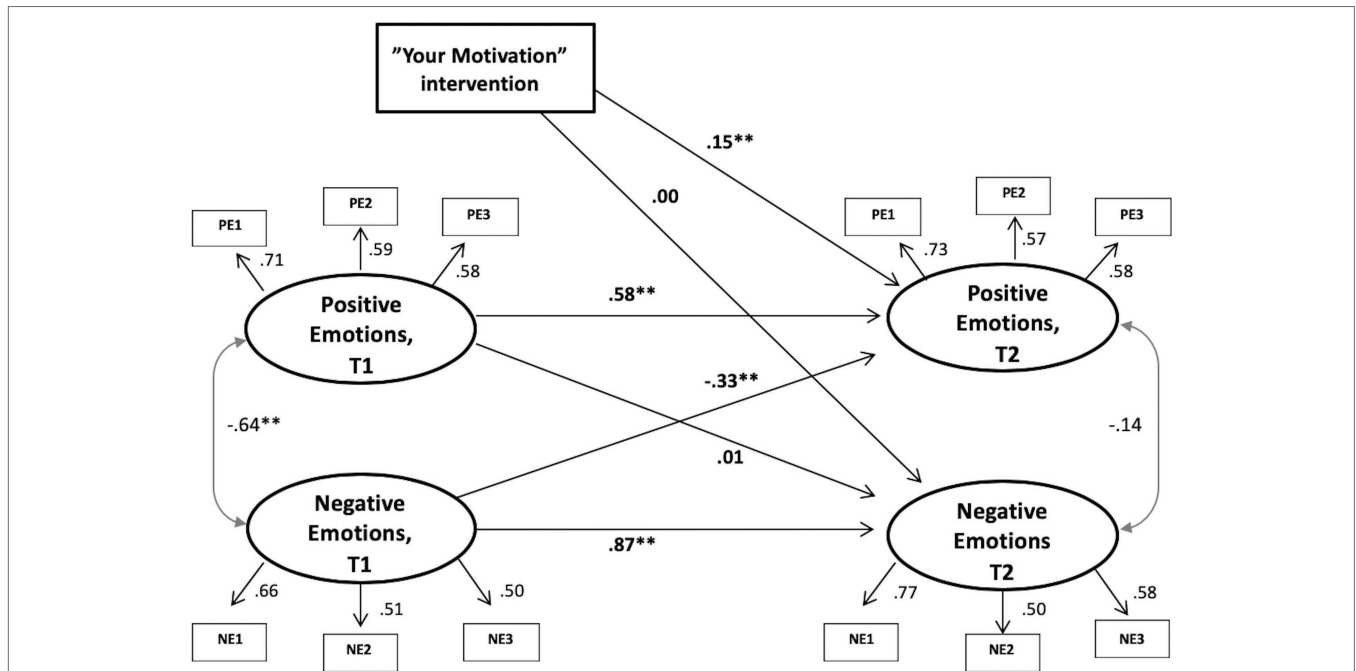 ”Your Motivation”
intervention
.15**
.00
PE1
PE2
PE3
.71
.59
.58
PE1
PE2
PE3
.73
.57
.58
Positive
Emotions,
T1
.58**
Positive
Emotions,
T2
-.33**
-.64**
-.14
.01
Negative
Emotions,
T1
.87**
Negative
Emotions
T2
.66
.51
.50
.77
.50
.58
NE1
NE2
NE3
NE1
NE2
NE3